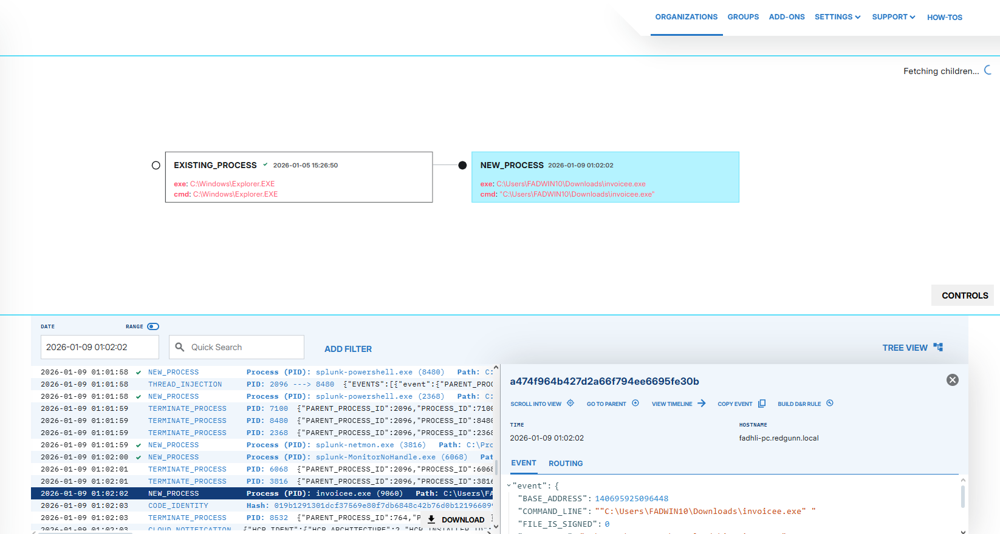 ORGANIZATIONS GROUPS ADD-ONS SETTINGS SUPPORT HOW-TOS
Fetching children...
EXISTING_PROCESS 2026-01-05 15:26:50
exe: C:\Windows\Explorer.EXE
cmd: C:\Windows\Explorer.EXE
NEW_PROCESS 2026-01-09 01:02:02
exe: C:\Users\FADWIN10\Downloads\invoicee.exe
cmd: "C:\Users\FADWIN10\Downloads\invoicee.exe"
CONTROLS
DATE RANGE
2026-01-09 01:02:02
Quick Search
ADD FILTER
TREE VIEW
2026-01-09 01:01:58 NEW_PROCESS Process (PID): splunk-powershell.exe (8480) Path: C:
2026-01-09 01:01:58 THREAD_INJECTION PID: 2096 ---> 8480 {"EVENTS":[{"event":{"PARENT_PROC
2026-01-09 01:01:58 NEW_PROCESS Process (PID): splunk-powershell.exe (2368) Path: C:
2026-01-09 01:01:59 TERMINATE_PROCESS PID: 7100 {"PARENT_PROCESS_ID":2096,"PROCESS_ID":7100
2026-01-09 01:01:59 TERMINATE_PROCESS PID: 8480 {"PARENT_PROCESS_ID":2096,"PROCESS_ID":8480
2026-01-09 01:01:59 TERMINATE_PROCESS PID: 2368 {"PARENT_PROCESS_ID":2096,"PROCESS_ID":2368
2026-01-09 01:01:59 NEW_PROCESS Process (PID): splunk-netmon.exe (3816) Path: C:\Pro
2026-01-09 01:02:00 NEW_PROCESS Process (PID): splunk-MonitorNoHandle.exe (6068) Pat
2026-01-09 01:02:01 TERMINATE_PROCESS PID: 6068 {"PARENT_PROCESS_ID":2096,"PROCESS_ID":6068
2026-01-09 01:02:01 TERMINATE_PROCESS PID: 3816 {"PARENT_PROCESS_ID":2096,"PROCESS_ID":3816
2026-01-09 01:02:02 NEW_PROCESS Process (PID): invoicee.exe (9060) Path: C:\Users\FA
2026-01-09 01:02:03 CODE_IDENTITY Hash: 019b1291301dcf37569e80f7db6848c42b76d0b12196609
2026-01-09 01:02:03 TERMINATE_PROCESS PID: 8532 {"PARENT_PROCESS_ID":764,"P
DOWNLOAD
2026-01-09 01:02:03 CLOUD_NOTIFICATION {"HCP_IDENT":{"HCP_ARCHITECTURE":2,"HCP_INSTALLER_ID":
a474f964b427d2a66f794ee6695fe30b
SCROLL INTO VIEW GO TO PARENT VIEW TIMELINE COPY EVENT BUILD D&R RULE
TIME HOSTNAME
2026-01-09 01:02:02 fadhli-pc.redgunn.local
EVENT ROUTING
"event": {
"BASE_ADDRESS": 140695925096448
"COMMAND_LINE": ""C:\Users\FADWIN10\Downloads\invoicee.exe" "
"FILE_IS_SIGNED": 0